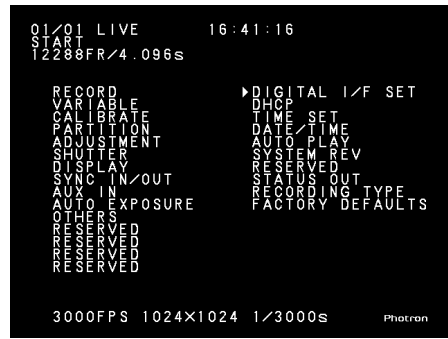 01/01 LIVE 16:41:16
START
12288FR/4.096s
RECORD
VARIABLE
CALIBRATE
PARTITION
ADJUSTMENT
SHUTTER
DISPLAY
SYNC IN/OUT
AUX IN
AUTO EXPOSURE
OTHERS
RESERVED
RESERVED
RESERVED
RESERVED
▶DIGITAL I/F SET
DHCP
TIME SET
DATE/TIME
AUTO PLAY
SYSTEM REV
RESERVED
STATUS OUT
RECORDING TYPE
FACTORY DEFAULTS
3000FPS 1024×1024 1/3000s
Photron